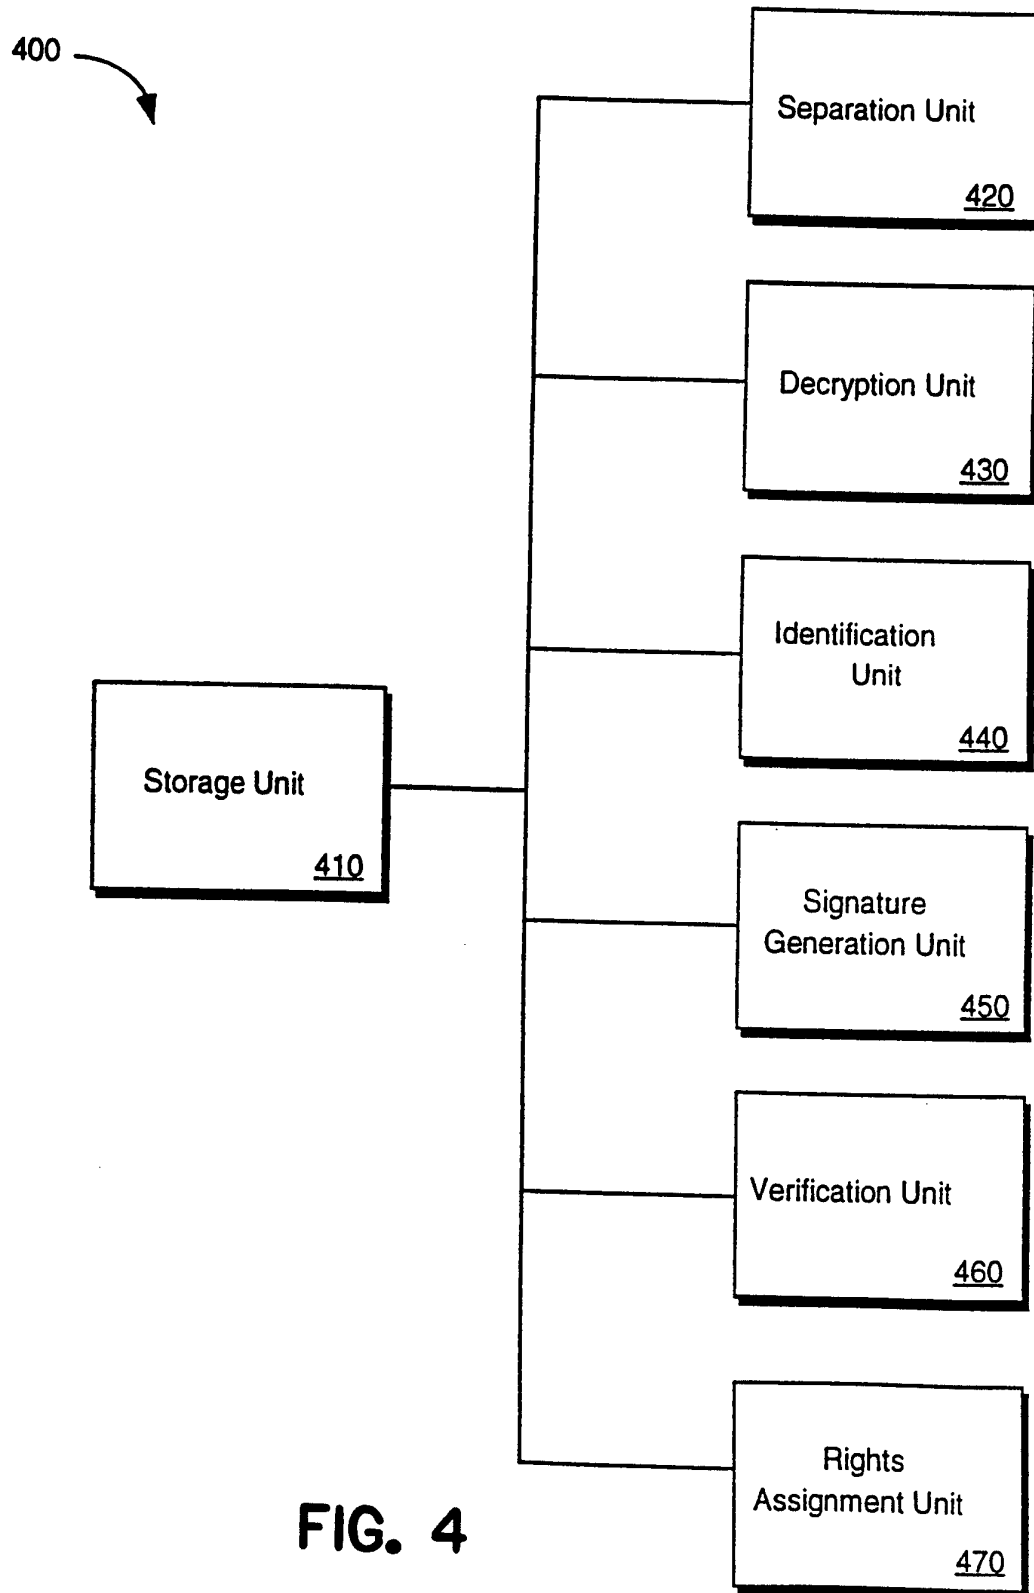 400
Separation Unit
420
Decryption Unit
430
Identification
Unit
440
Storage Unit
410
Signature
Generation Unit
450
Verification Unit
460
Rights
Assignment Unit
470
FIG. 4